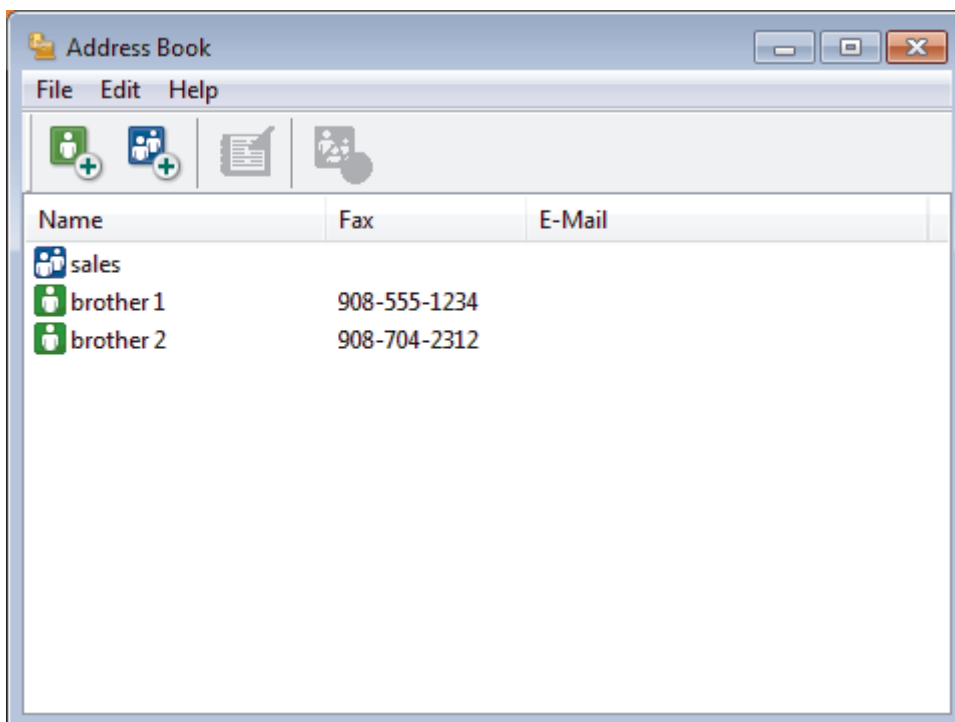 Address Book
File Edit Help
Name Fax E-Mail
sales
brother 1 908-555-1234
brother 2 908-704-2312